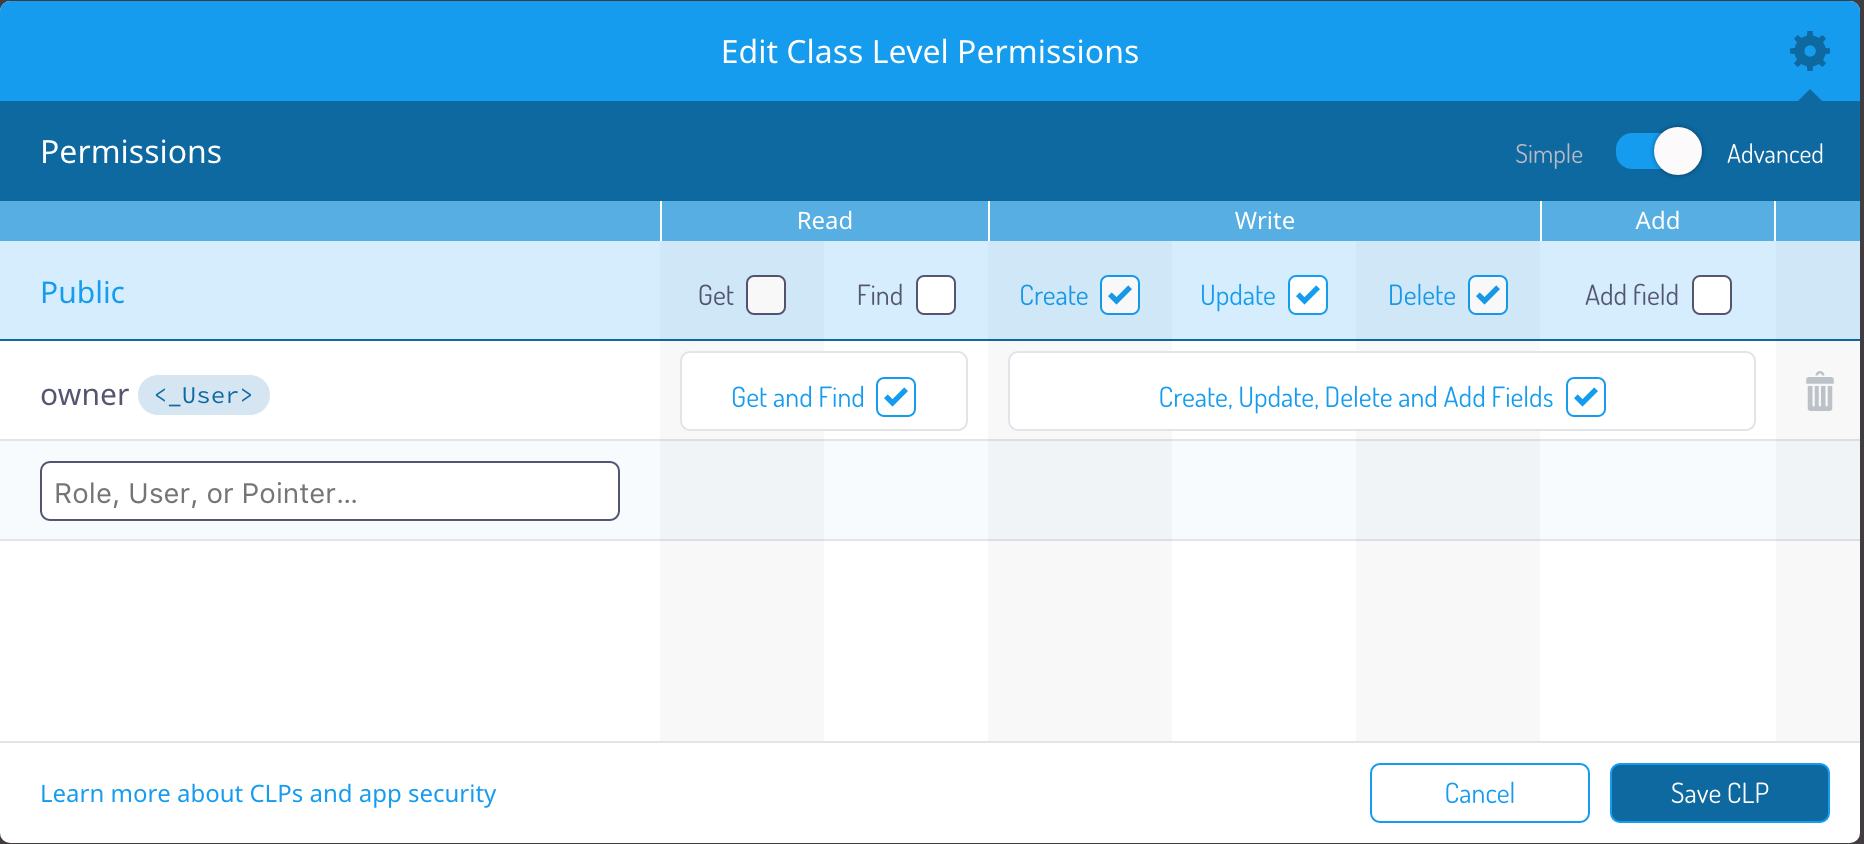 Edit Class Level Permissions
Permissions
Simple Advanced
Read Write Add
Public Get Find Create Update Delete Add field
owner <_User> Get and Find Create, Update, Delete and Add Fields
Role, User, or Pointer...
Learn more about CLPs and app security Cancel Save CLP